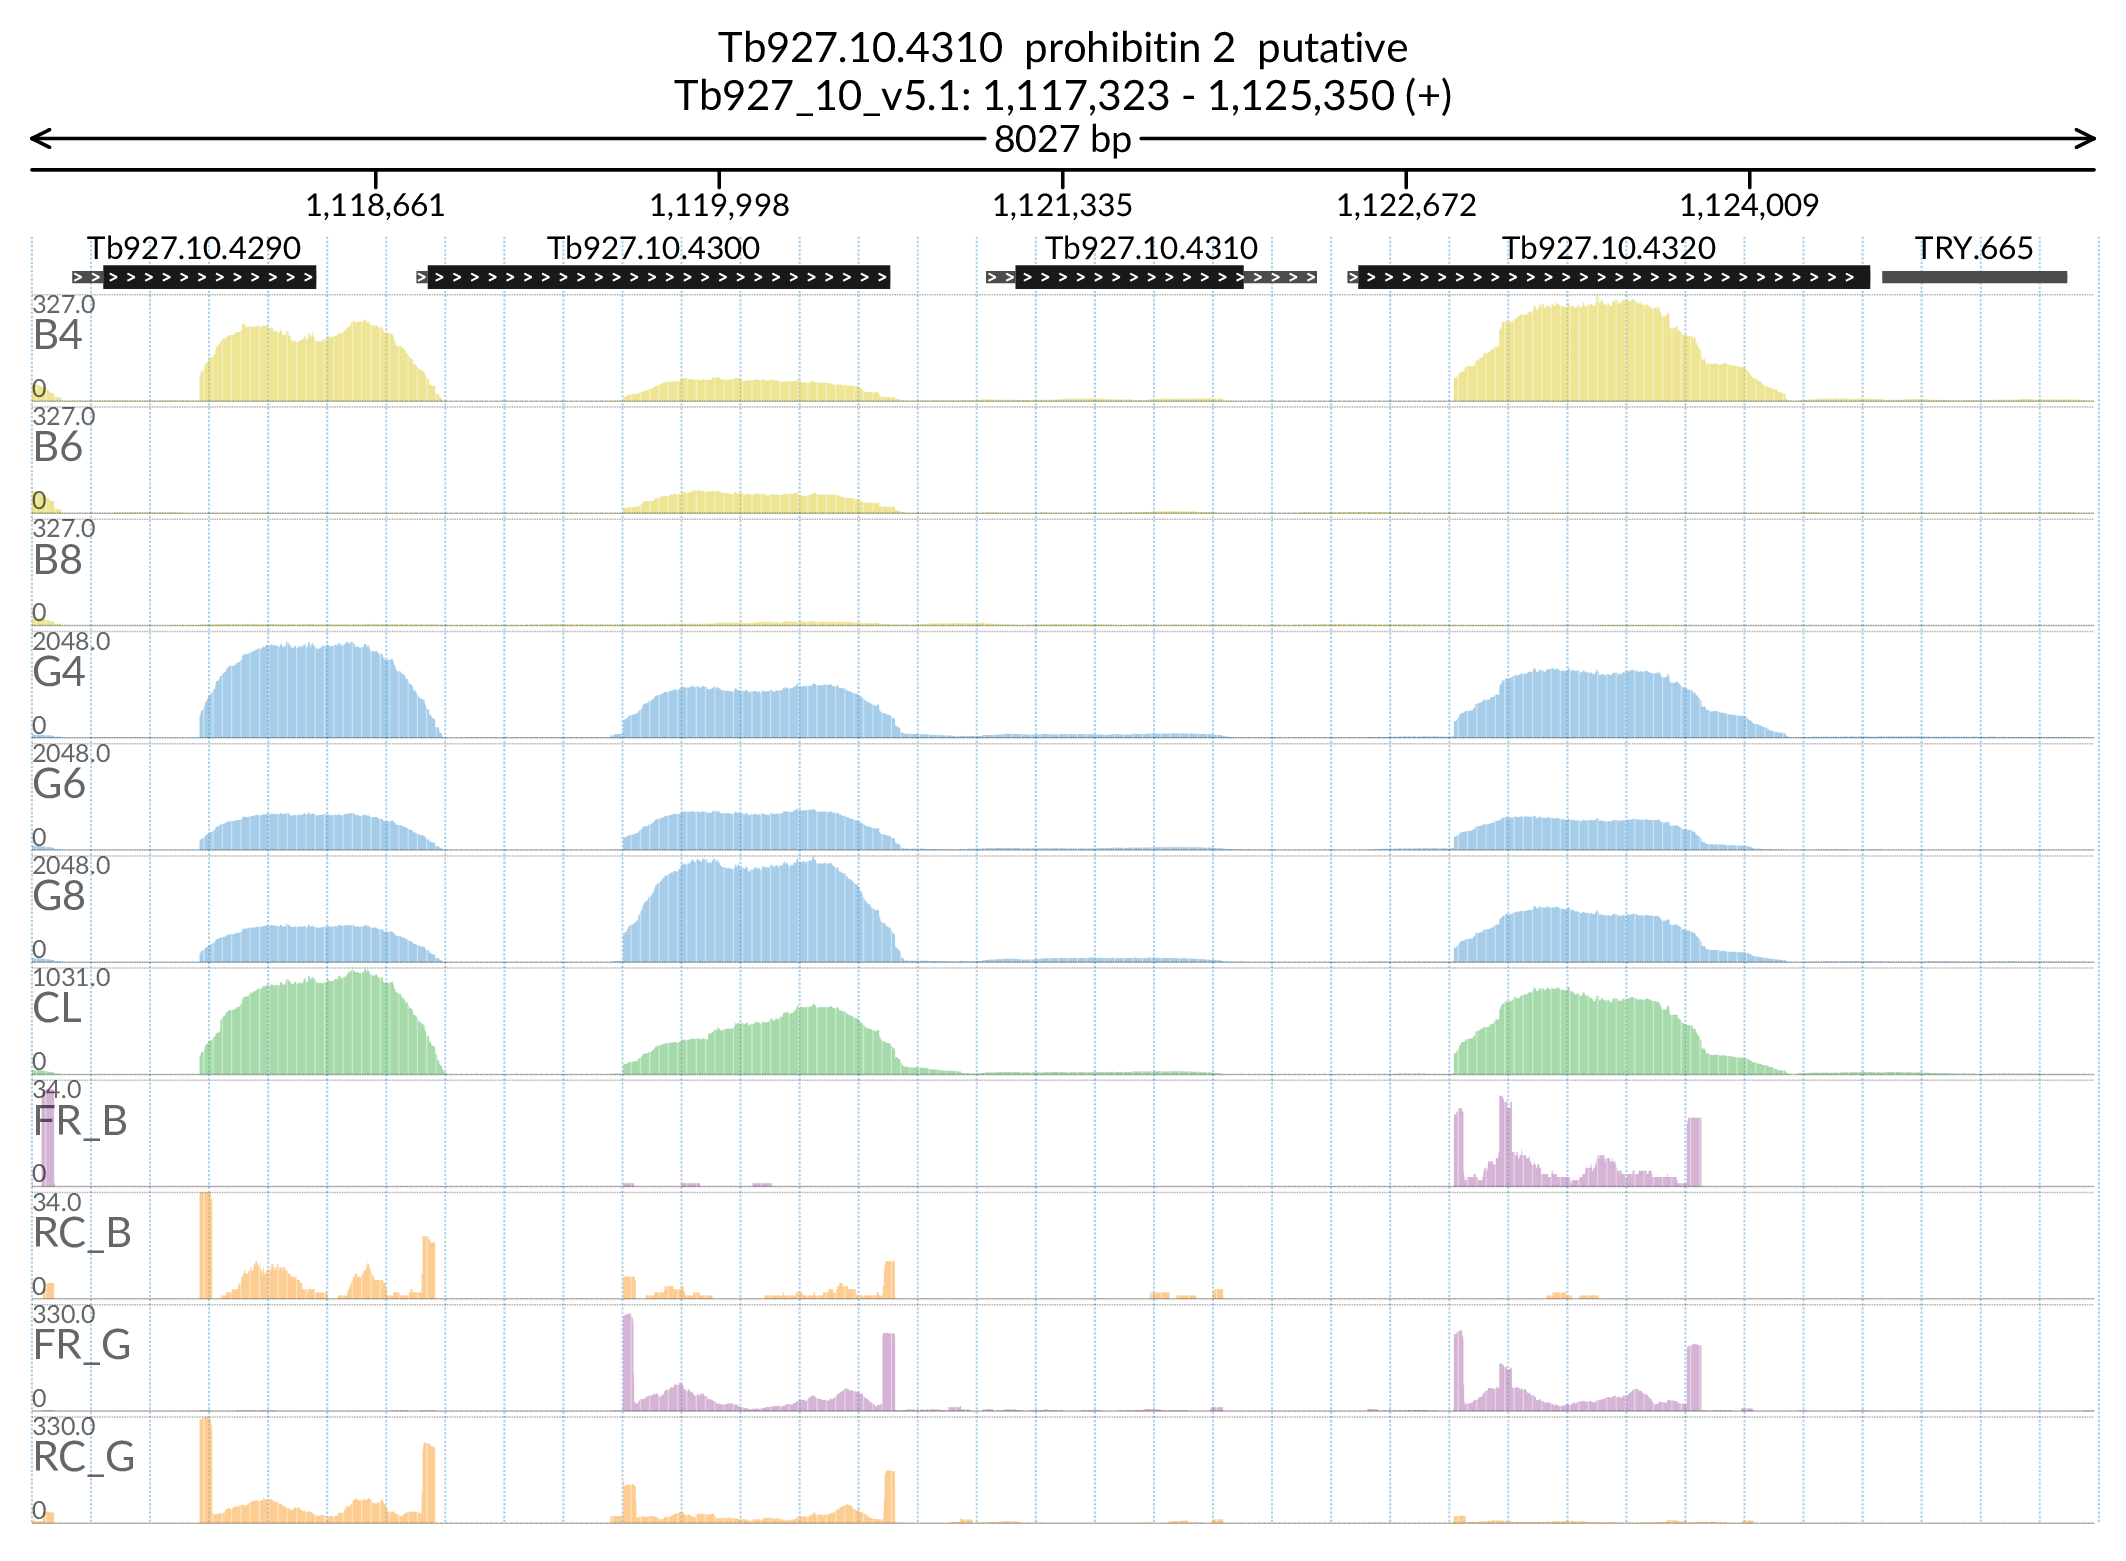 Tb927.10.4310 prohibitin 2 putative
Tb927_10_v5.1: 1,117,323 - 1,125,350 (+)
8027 bp
1,118,661 1,119,998 1,121,335 1,122,672 1,124,009
Tb927.10.4290 Tb927.10.4300 Tb927.10.4310 Tb927.10.4320 TRY.665
327.0
B4
0
327.0
B6
0
327.0
B8
0
2048.0
G4
0
2048.0
G6
0
2048.0
G8
0
1031.0
CL
0
34.0
FR_B
0
34.0
RC_B
0
330.0
FR_G
0
330.0
RC_G
0